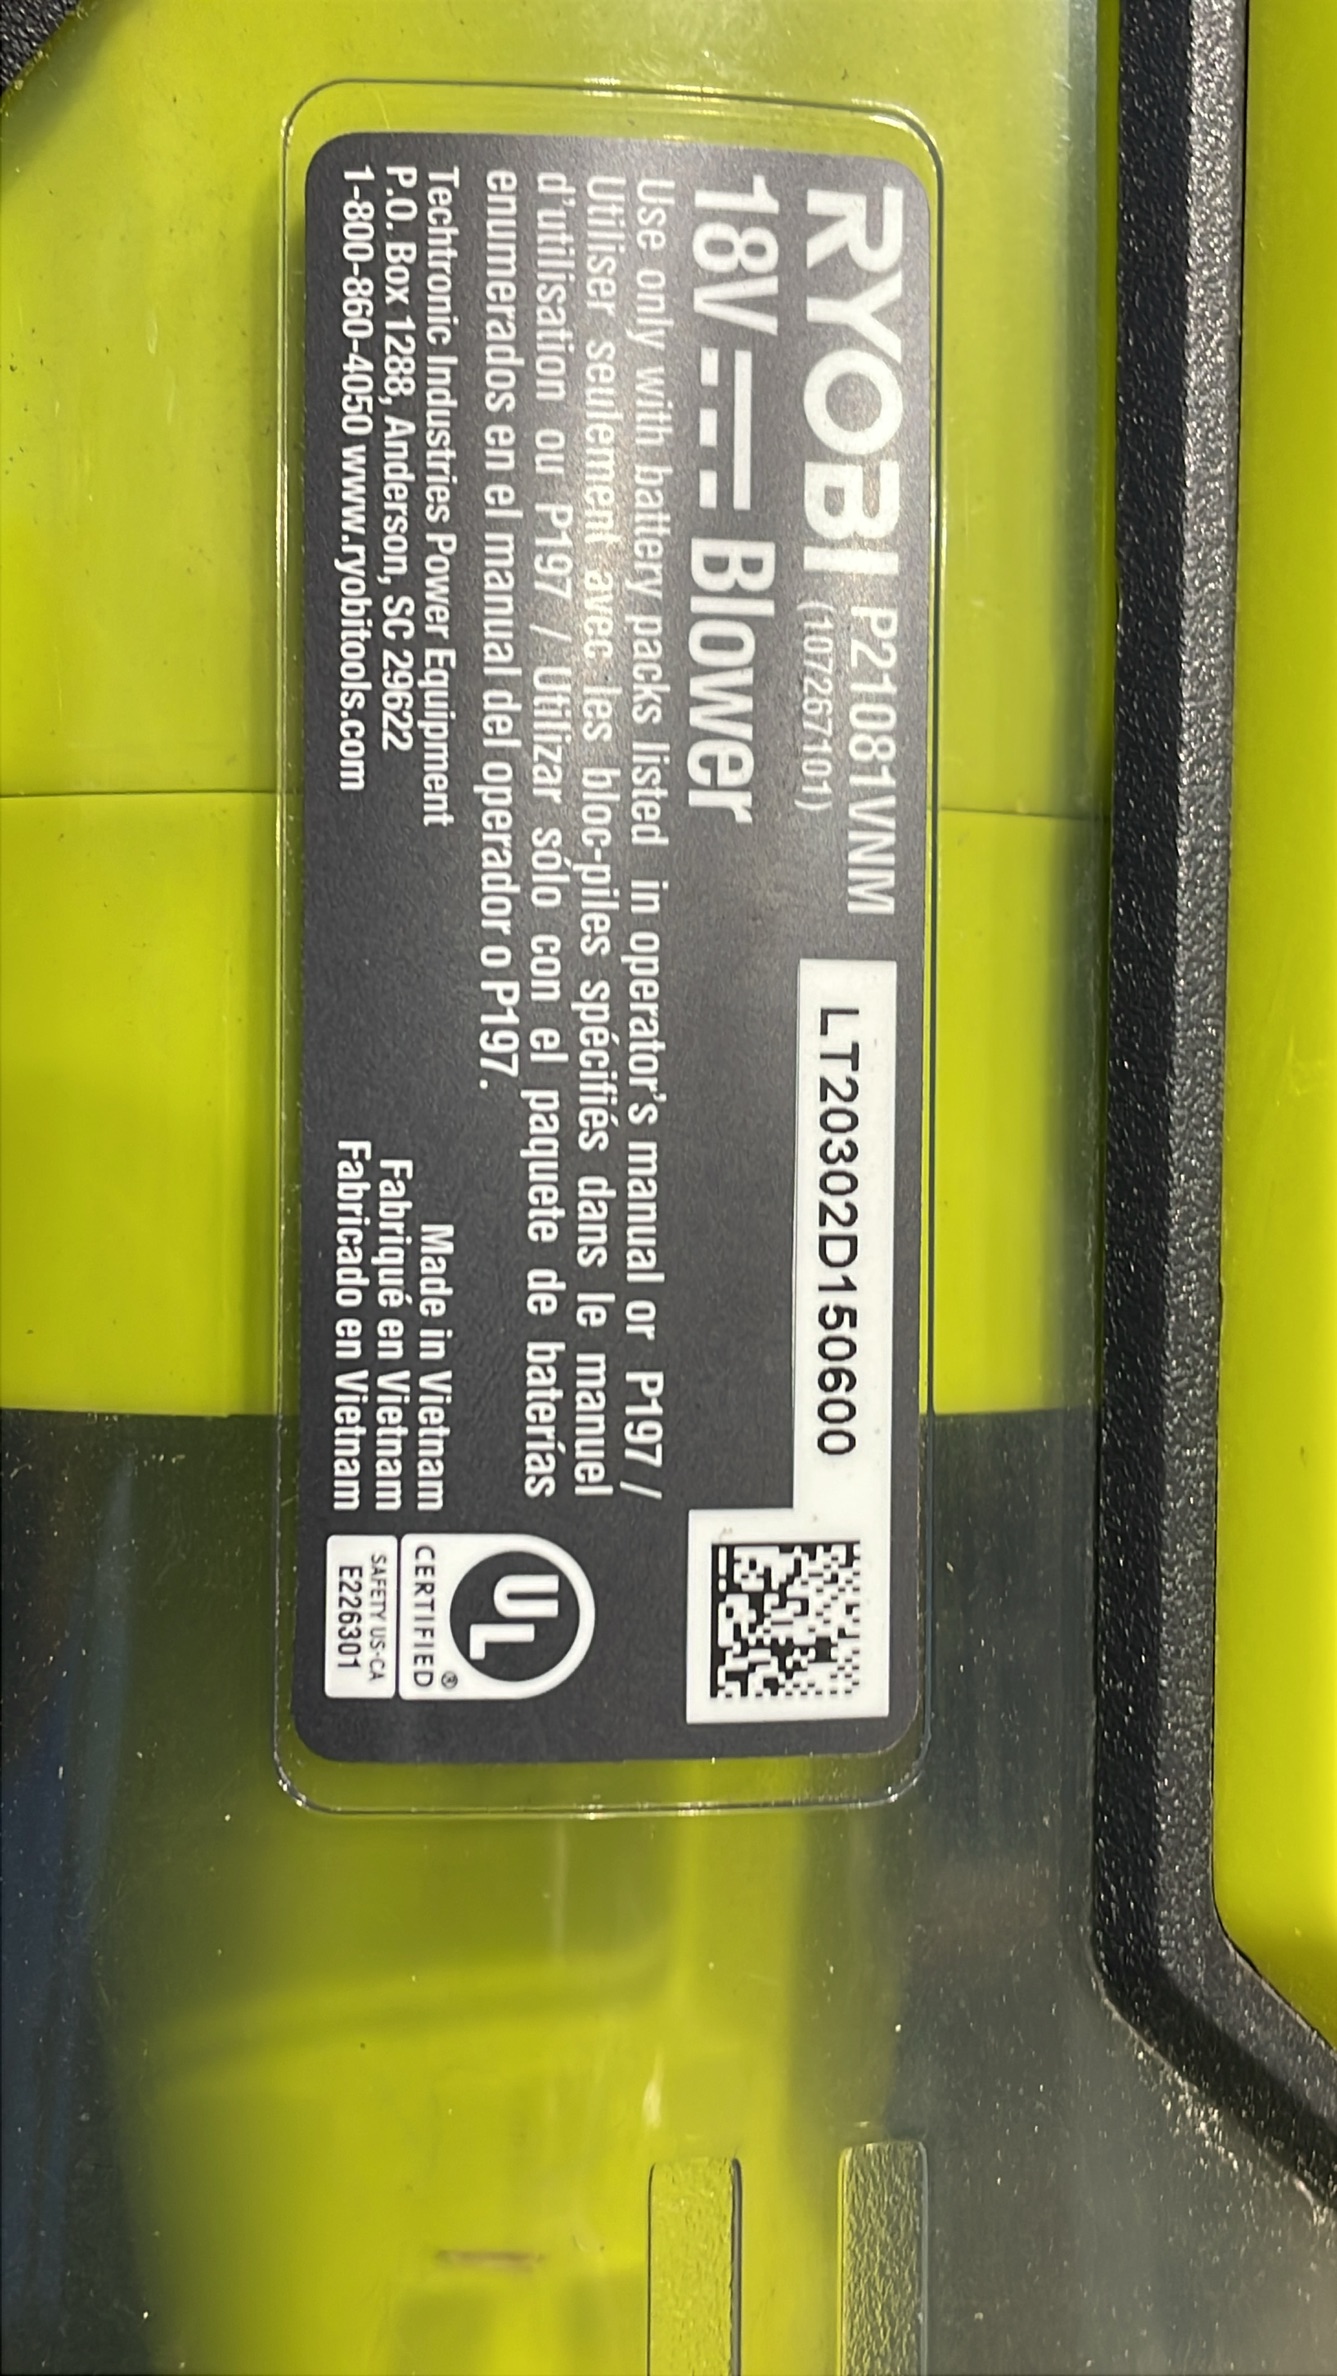 RYOBI P21081VNM
(107267101)
LT20302D150600
18V Blower
Use only with battery packs listed in operator's manual or P197 /
Utiliser seulement avec les bloc-piles spécifiés dans le manuel
d'utilisation ou P197 / Utilizar sólo con el paquete de baterías
enumerados en el manual del operador o P197.
Techtronic Industries Power Equipment
P.O. Box 1288, Anderson, SC 29622
1-800-860-4050 www.ryobitools.com
Made in Vietnam
Fabriqué en Vietnam
Fabricado en Vietnam
UL
CERTIFIED ®
SAFETY US-CA
E226301